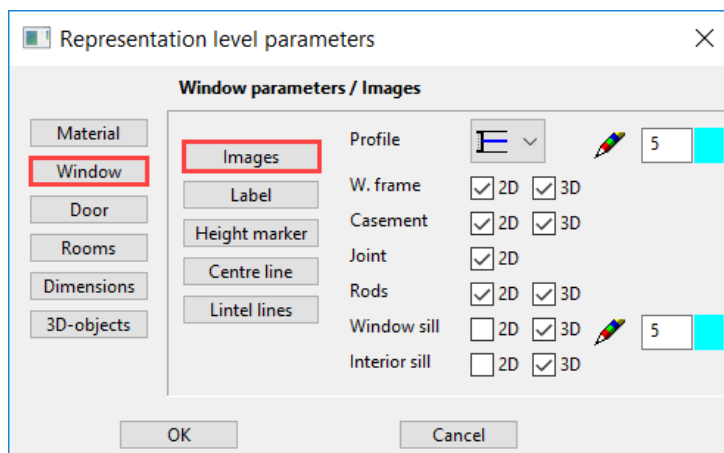 Representation level parameters
Window parameters / Images
Material
Window
Door
Rooms
Dimensions
3D-objects
Images
Label
Height marker
Centre line
Lintel lines
Profile 5
W. frame 2D 3D
Casement 2D 3D
Joint 2D
Rods 2D 3D
Window sill 2D 3D 5
Interior sill 2D 3D
OK Cancel